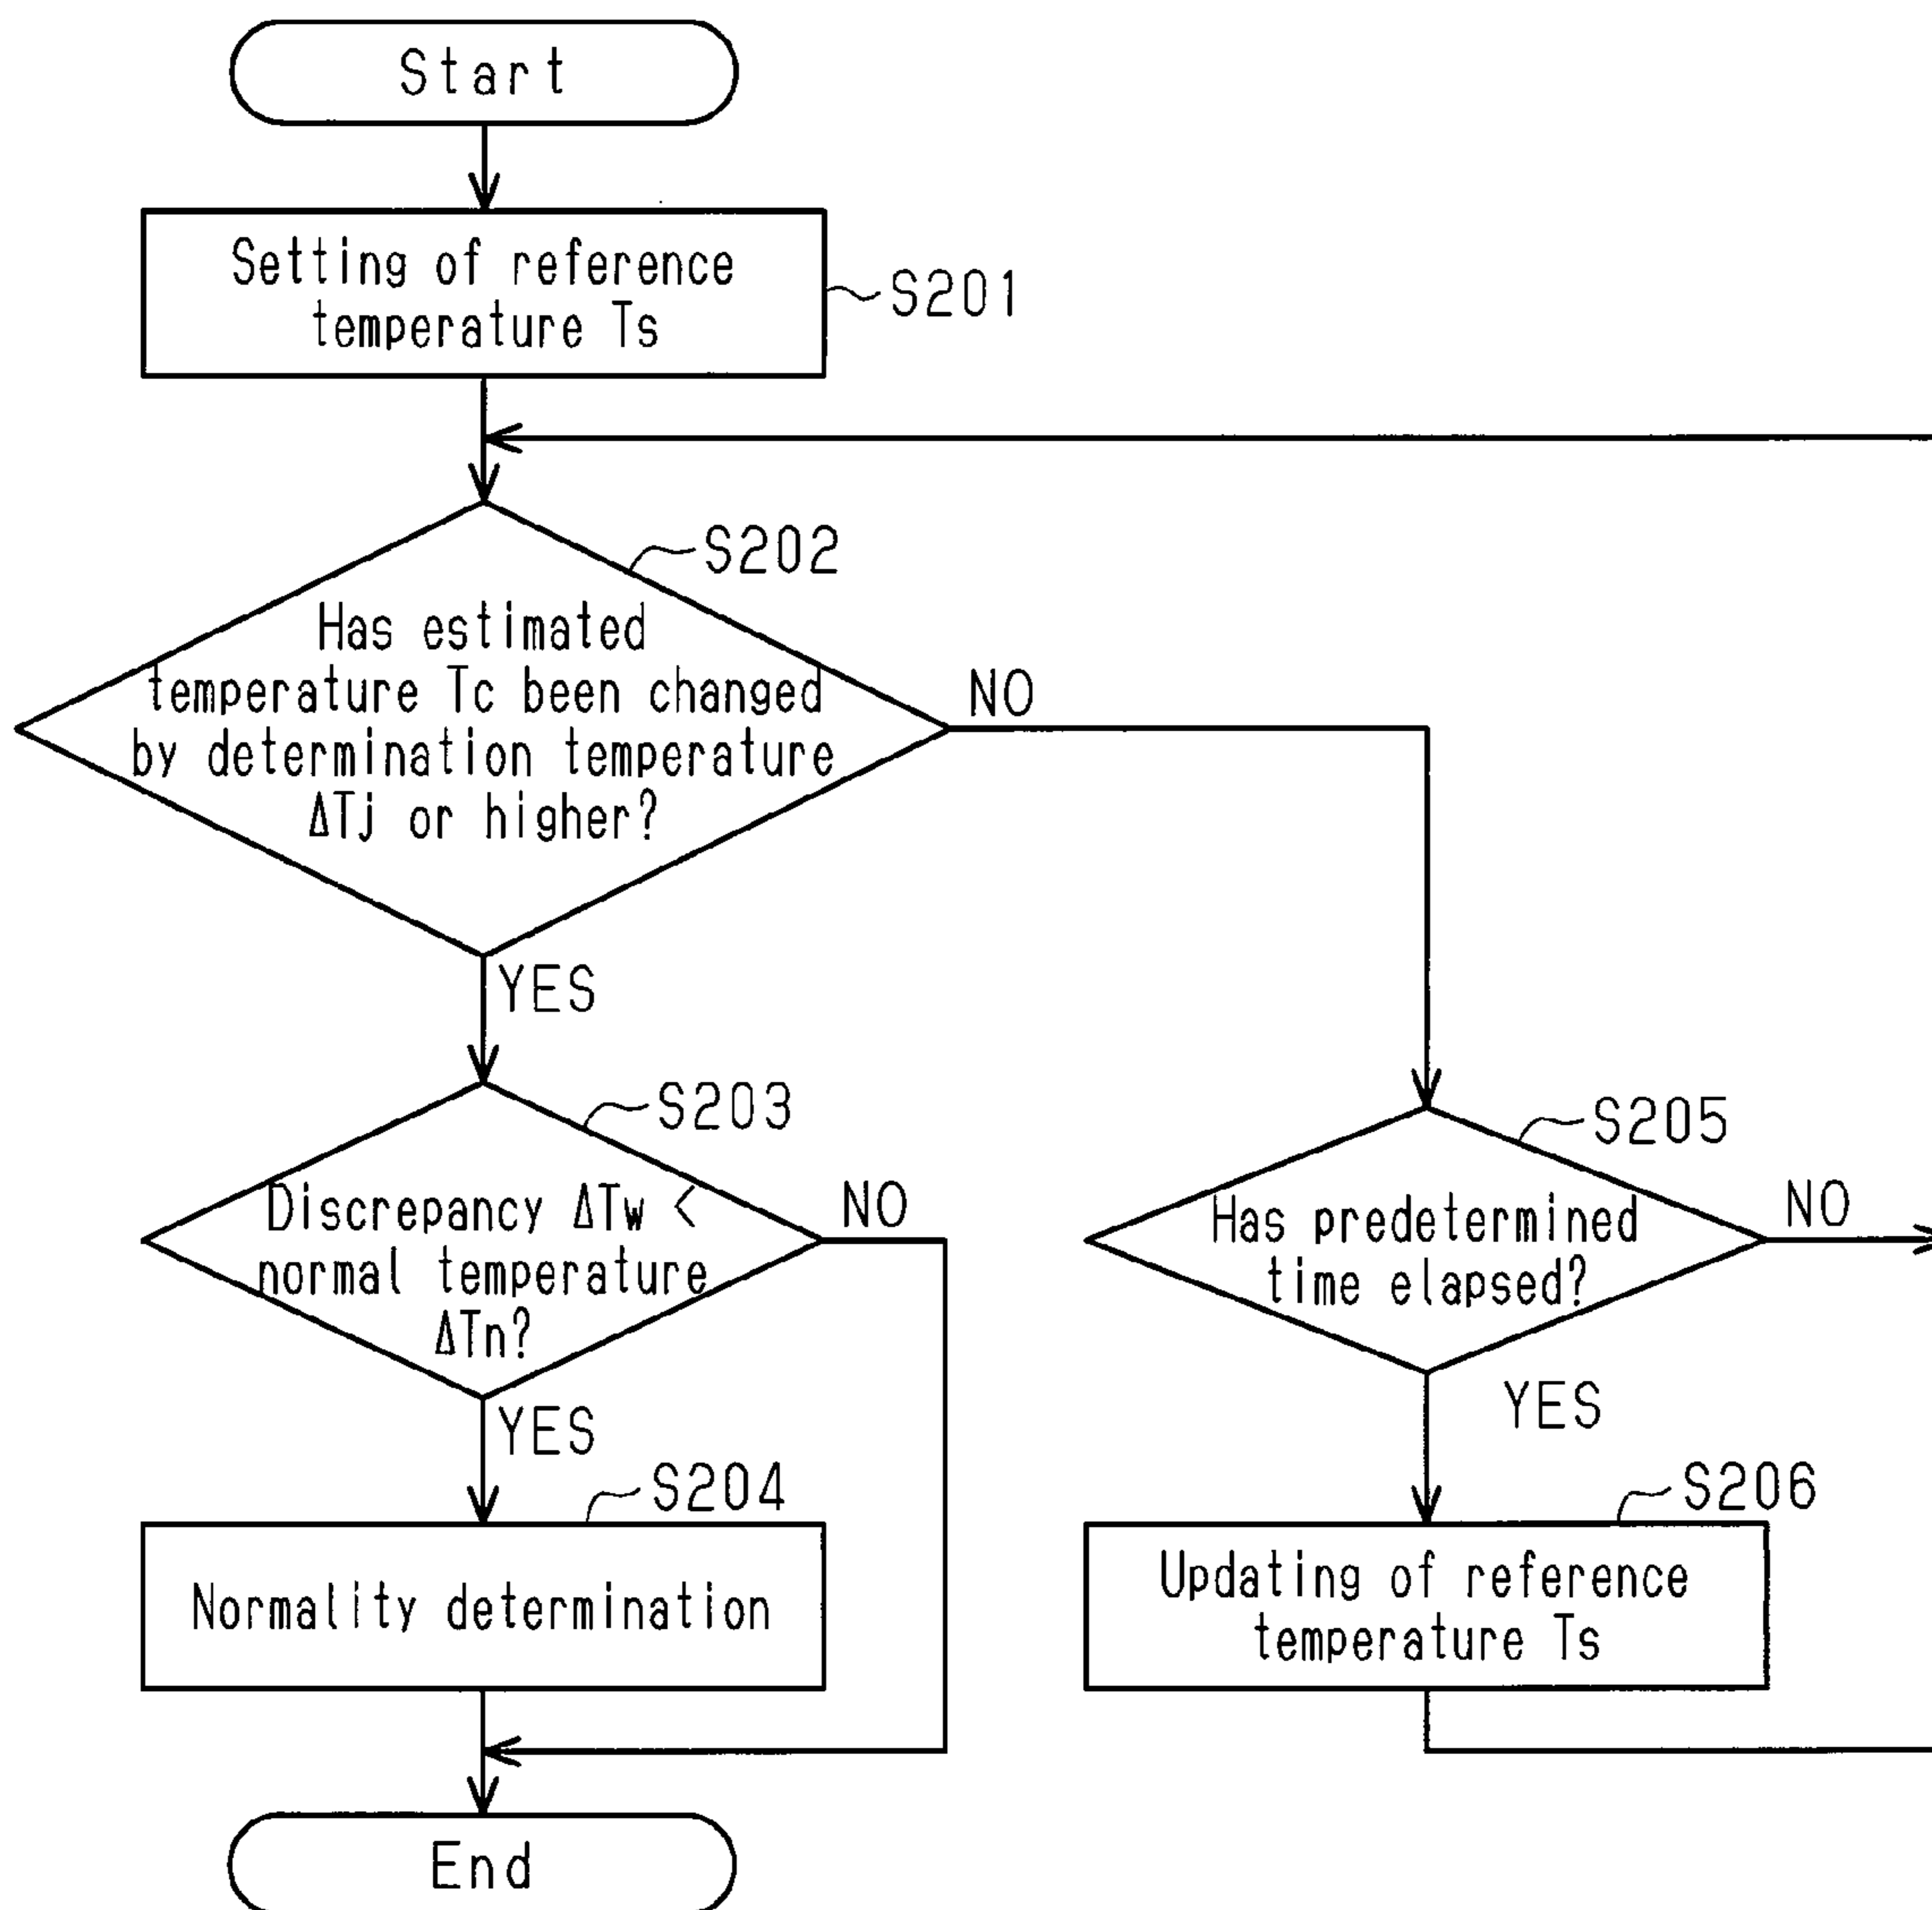 Start
Setting of reference
temperature Ts
S201
S202
Has estimated
temperature Tc been changed
by determination temperature
ΔTj or higher?
NO
YES
S203
Discrepancy ΔTw <
normal temperature
ΔTn?
NO
YES
S204
Normality determination
End
S205
Has predetermined
time elapsed?
NO
YES
S206
Updating of reference
temperature Ts